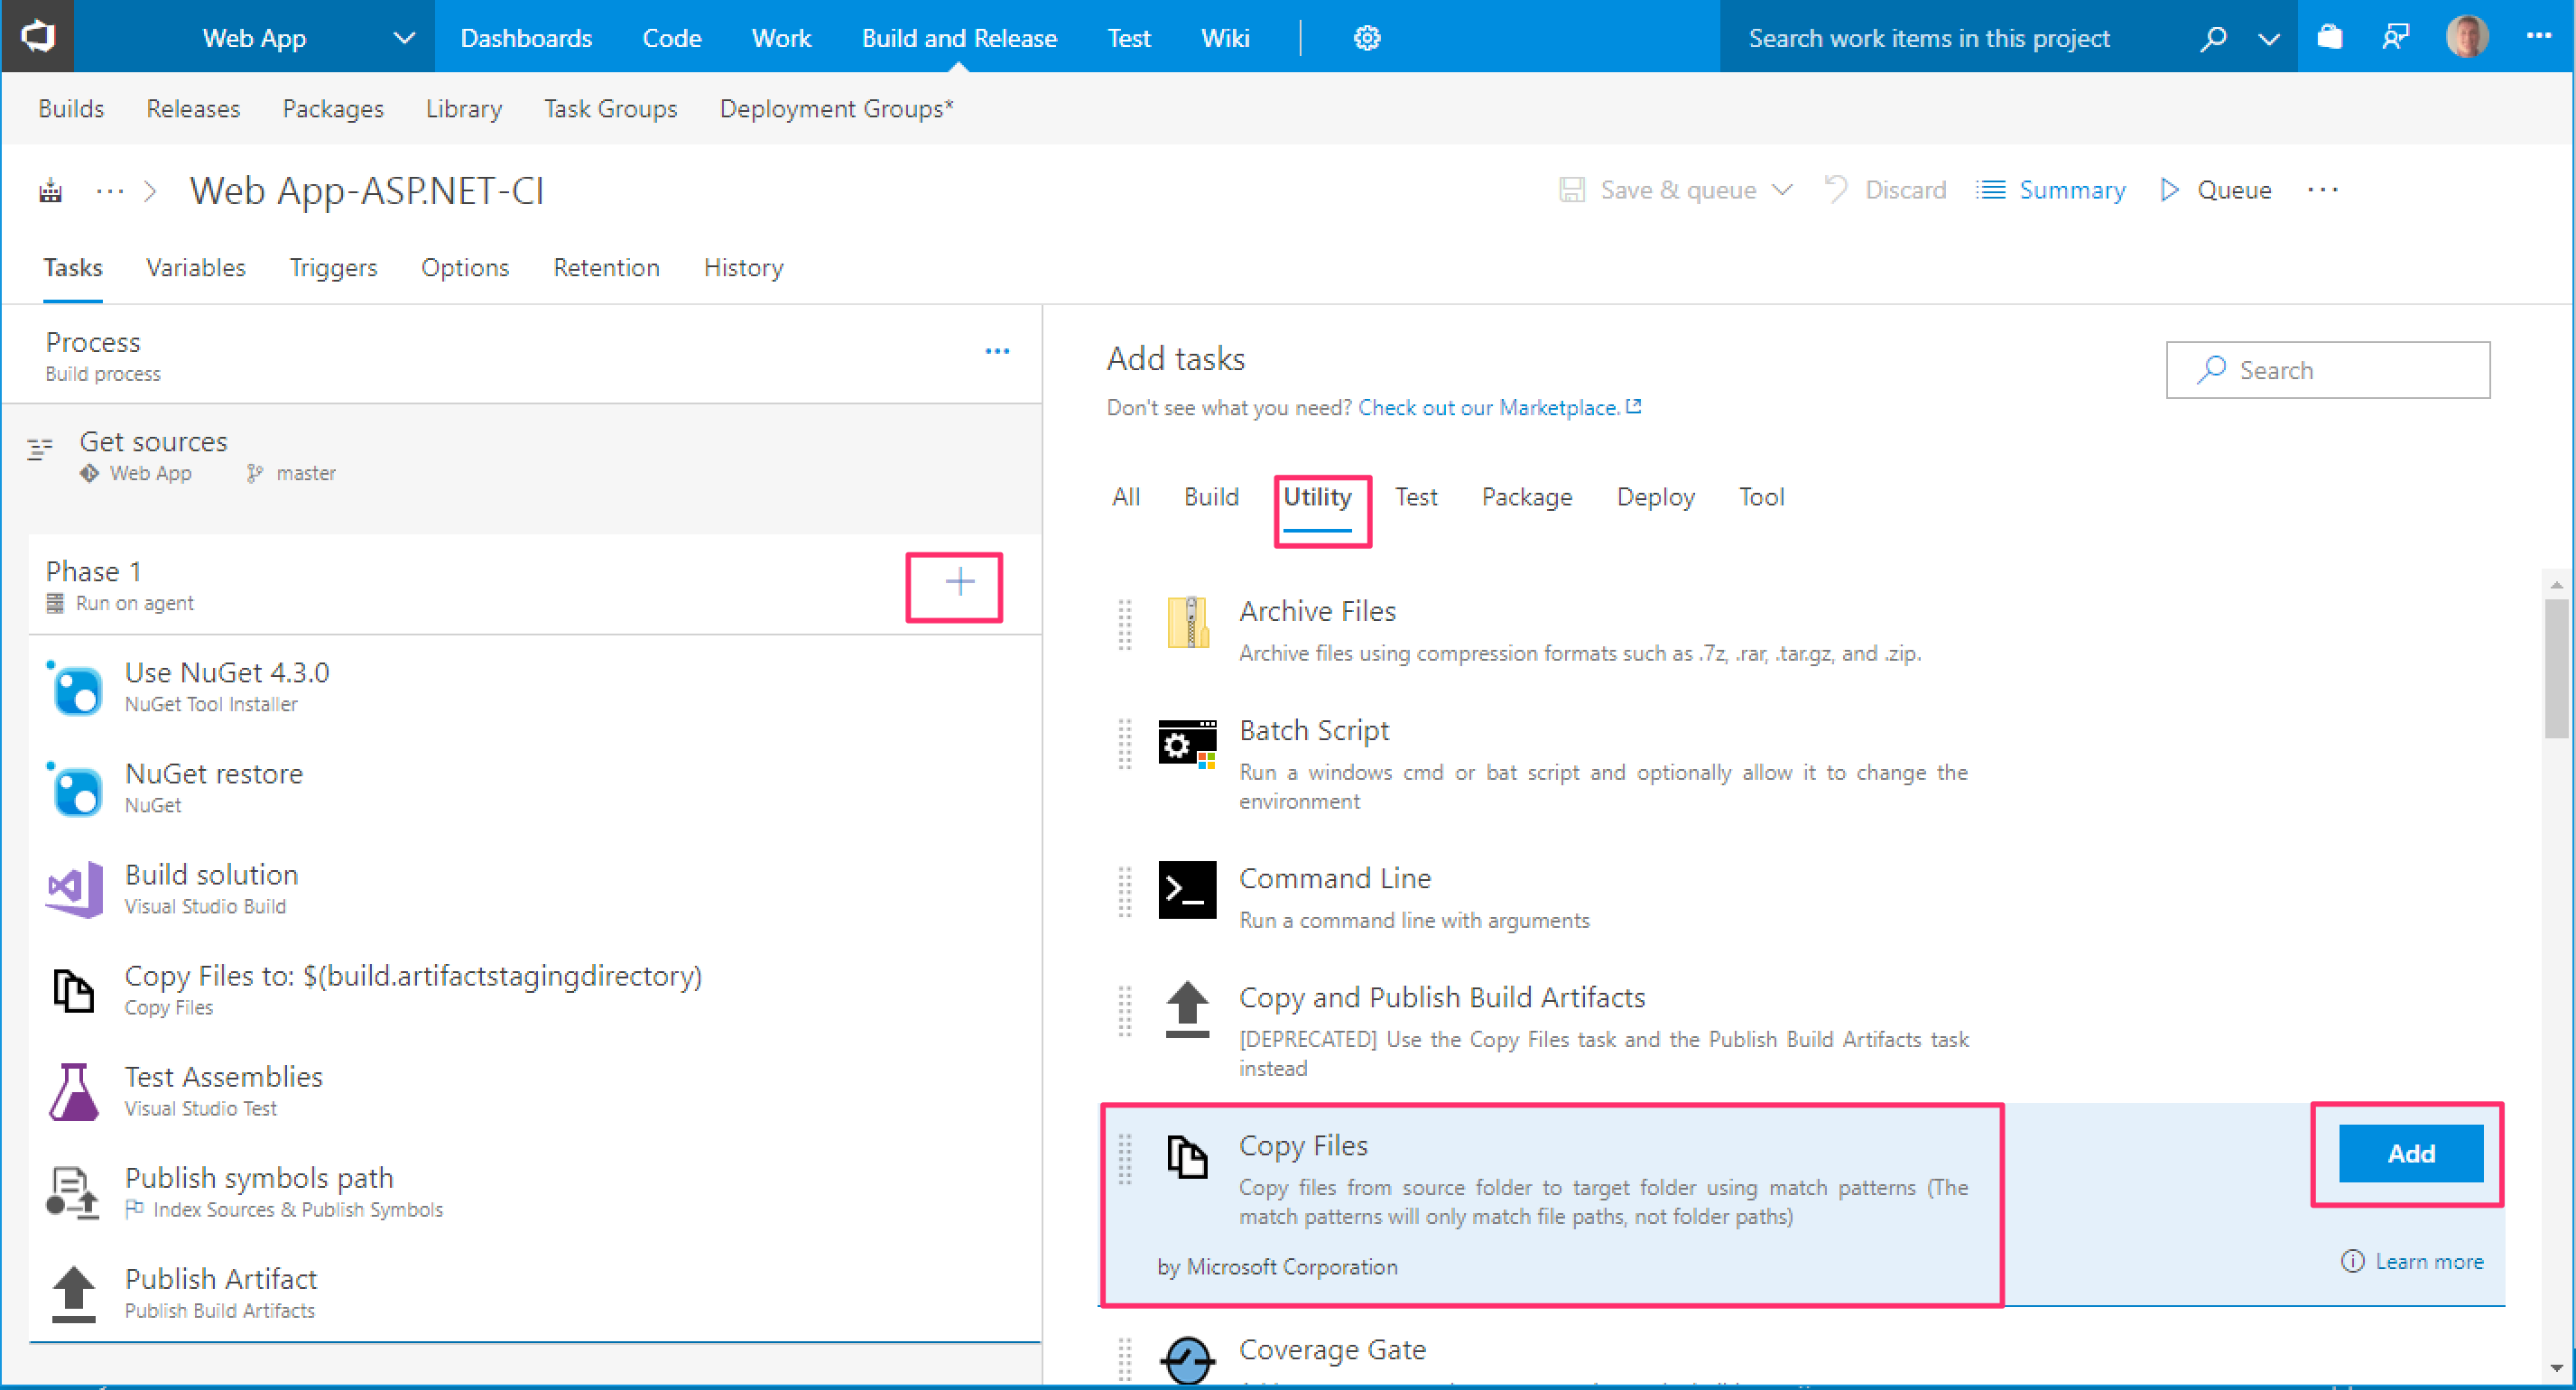 Web App Dashboards Code Work Build and Release Test Wiki Search work items in this project
Builds Releases Packages Library Task Groups Deployment Groups*
... > Web App-ASP.NET-CI Save & queue Discard Summary Queue ...
Tasks Variables Triggers Options Retention History
Process
Build process
Get sources
Web App master
Phase 1
Run on agent
Use NuGet 4.3.0
NuGet Tool Installer
NuGet restore
NuGet
Build solution
Visual Studio Build
Copy Files to: $(build.artifactstagingdirectory)
Copy Files
Test Assemblies
Visual Studio Test
Publish symbols path
Index Sources & Publish Symbols
Publish Artifact
Publish Build Artifacts
Add tasks
Search
Don't see what you need? Check out our Marketplace.
All Build Utility Test Package Deploy Tool
Archive Files
Archive files using compression formats such as .7z, .rar, .tar.gz, and .zip.
Batch Script
Run a windows cmd or bat script and optionally allow it to change the
environment
Command Line
Run a command line with arguments
Copy and Publish Build Artifacts
[DEPRECATED] Use the Copy Files task and the Publish Build Artifacts task
instead
Copy Files
Add
Copy files from source folder to target folder using match patterns (The
match patterns will only match file paths, not folder paths)
by Microsoft Corporation
Learn more
Coverage Gate